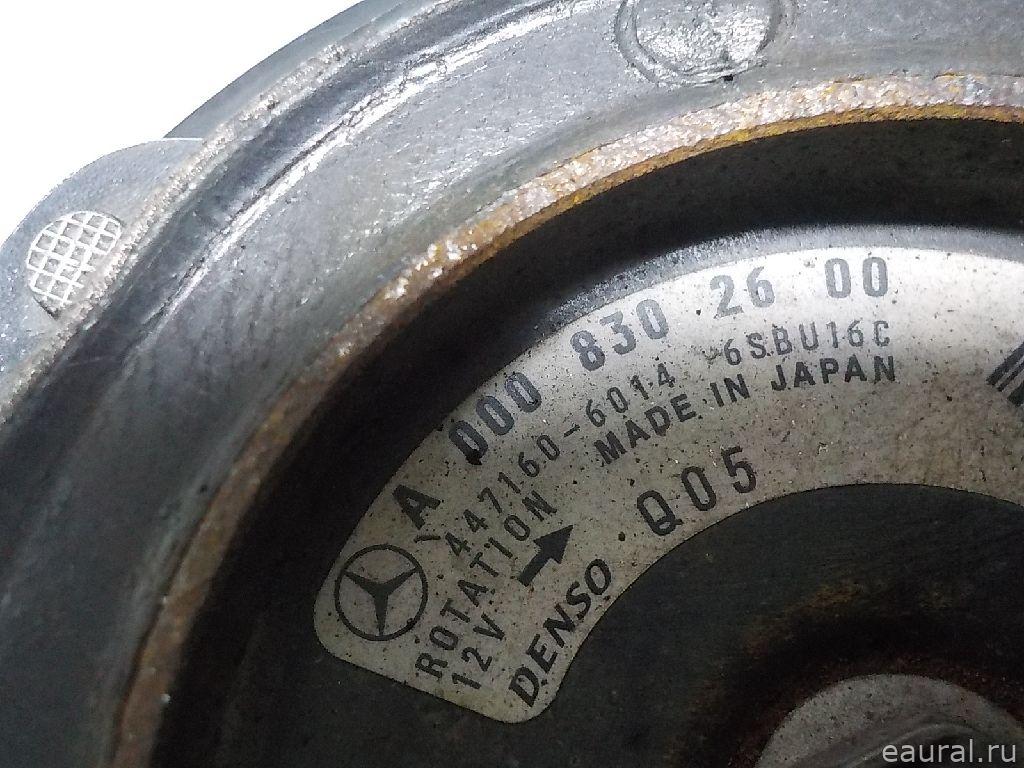 A 000 830 26 00
447160-6014 6SBU16C
ROTATION MADE IN JAPAN
12V
DENSO Q05
eaural.ru